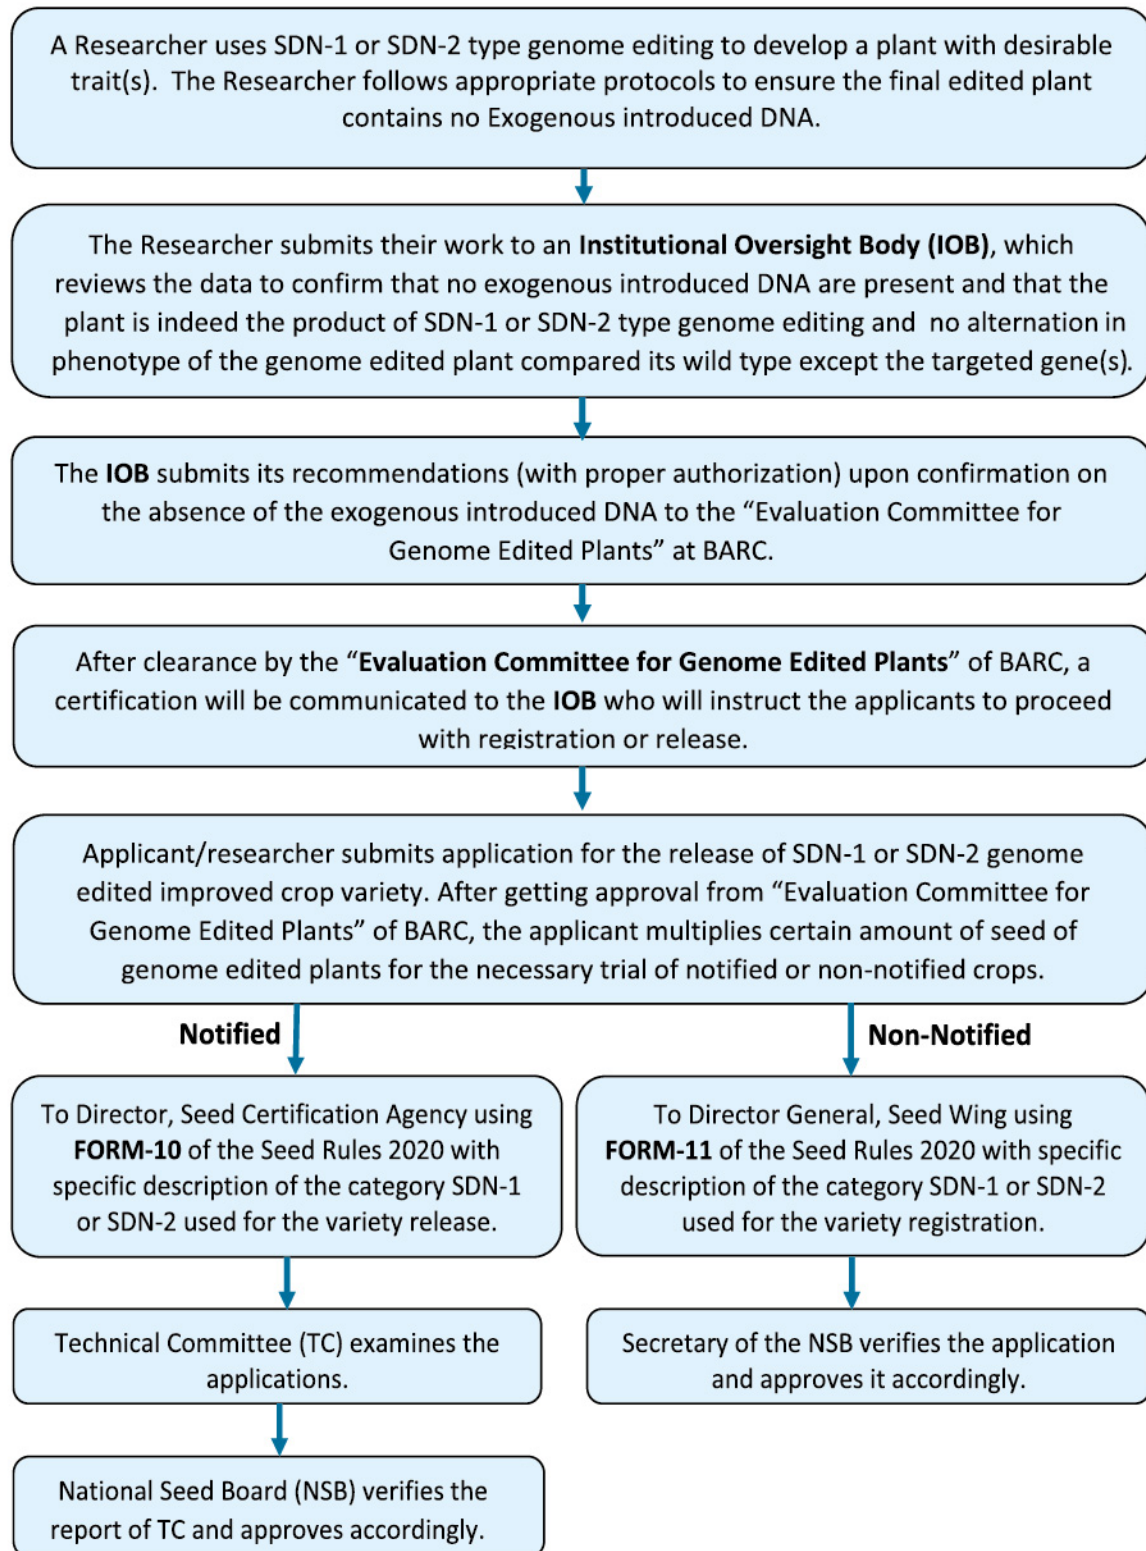 A Researcher uses SDN-1 or SDN-2 type genome editing to develop a plant with desirable
trait(s). The Researcher follows appropriate protocols to ensure the final edited plant
contains no Exogenous introduced DNA.
The Researcher submits their work to an Institutional Oversight Body (IOB), which
reviews the data to confirm that no exogenous introduced DNA are present and that the
plant is indeed the product of SDN-1 or SDN-2 type genome editing and no alternation in
phenotype of the genome edited plant compared its wild type except the targeted gene(s).
The IOB submits its recommendations (with proper authorization) upon confirmation on
the absence of the exogenous introduced DNA to the “Evaluation Committee for
Genome Edited Plants” at BARC.
After clearance by the “Evaluation Committee for Genome Edited Plants” of BARC, a
certification will be communicated to the IOB who will instruct the applicants to proceed
with registration or release.
Applicant/researcher submits application for the release of SDN-1 or SDN-2 genome
edited improved crop variety. After getting approval from “Evaluation Committee for
Genome Edited Plants” of BARC, the applicant multiplies certain amount of seed of
genome edited plants for the necessary trial of notified or non-notified crops.
Notified
Non-Notified
To Director, Seed Certification Agency using
FORM-10 of the Seed Rules 2020 with
specific description of the category SDN-1
or SDN-2 used for the variety release.
To Director General, Seed Wing using
FORM-11 of the Seed Rules 2020 with specific
description of the category SDN-1 or SDN-2
used for the variety registration.
Technical Committee (TC) examines the
applications.
Secretary of the NSB verifies the application
and approves it accordingly.
National Seed Board (NSB) verifies the
report of TC and approves accordingly.